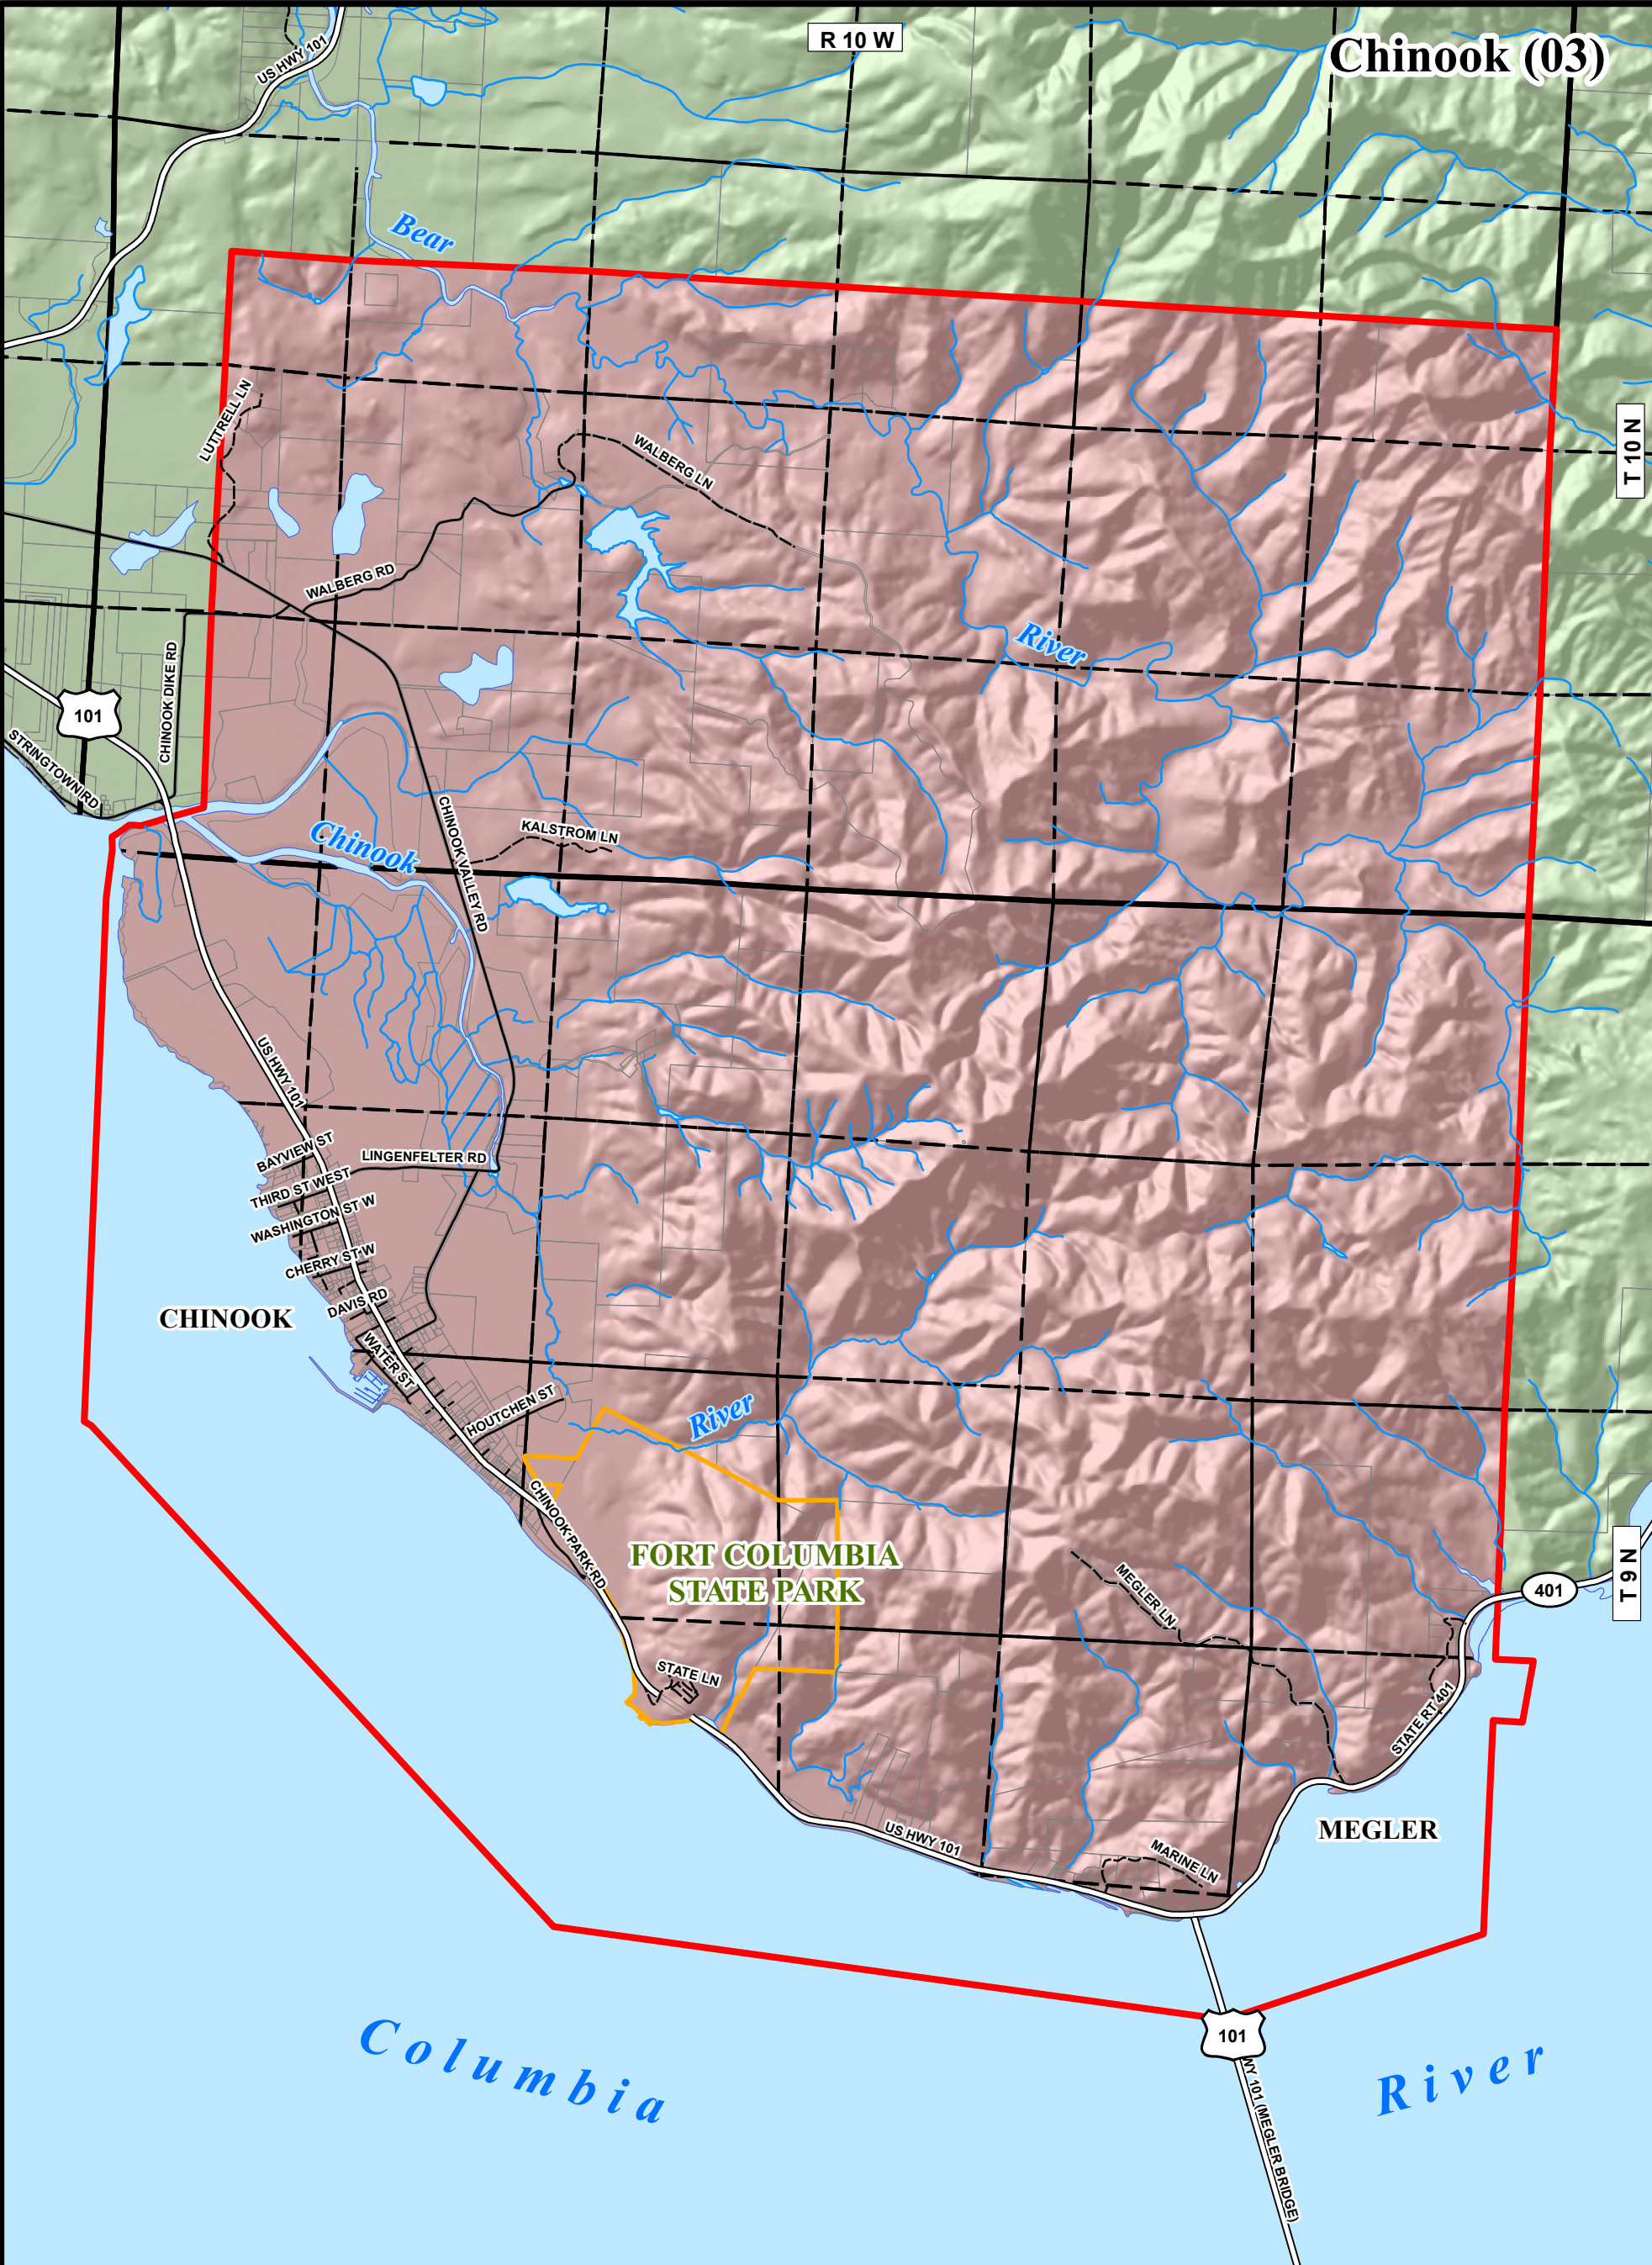 R 10 W
Chinook (03)
US HWY 101
Bear
LUTTRELL LN
WALBERG LN
T 10 N
WALBERG RD
River
CHINOOK DIKE RD
101
STRINGTOWN RD
CHINOOK VALLEY RD
KALSTROM LN
Chinook
US HWY 101
BAYVIEW ST
LINGENFELTER RD
THIRD ST WEST
WASHINGTON ST W
CHERRY ST W
DAVIS RD
CHINOOK
WATER ST
HOUTCHEN ST
River
CHINOOK PARK RD
FORT COLUMBIA
STATE PARK
MEGLER LN
401
T 9 N
STATE LN
STATE RT 401
US HWY 101
MEGLER
MARINE LN
101
Columbia
River
WY 101 (MEGLER BRIDGE)